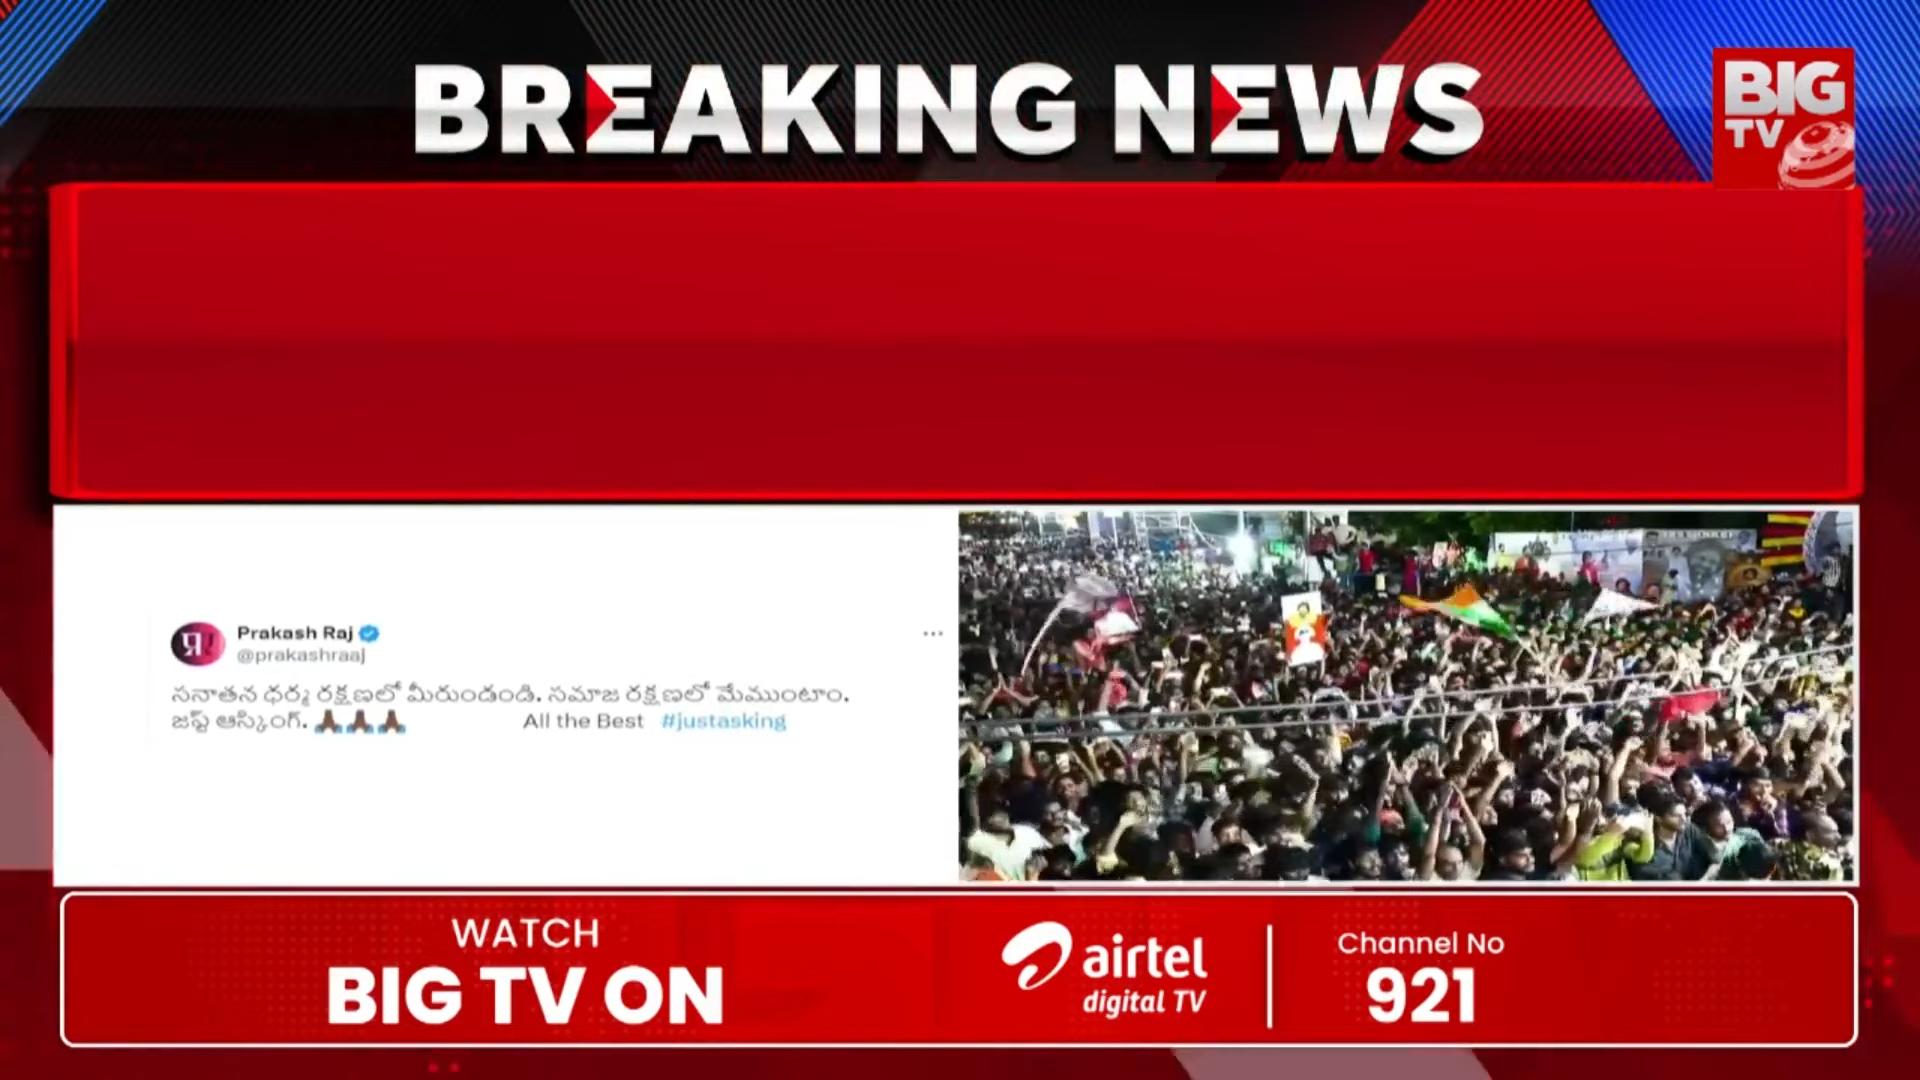 BREAKING NEWS
BIG
TV
Prakash Raj
@prakashraaj
సనాతన ధర్మ రక్షణలో మీరుండండి. సమాజ రక్షణలో మేముంటాం.
జస్ట్ ఆస్కింగ్. 🙏🏾🙏🏾🙏🏾 All the Best #justasking
WATCH
BIG TV ON
airtel
digital TV
Channel No
921